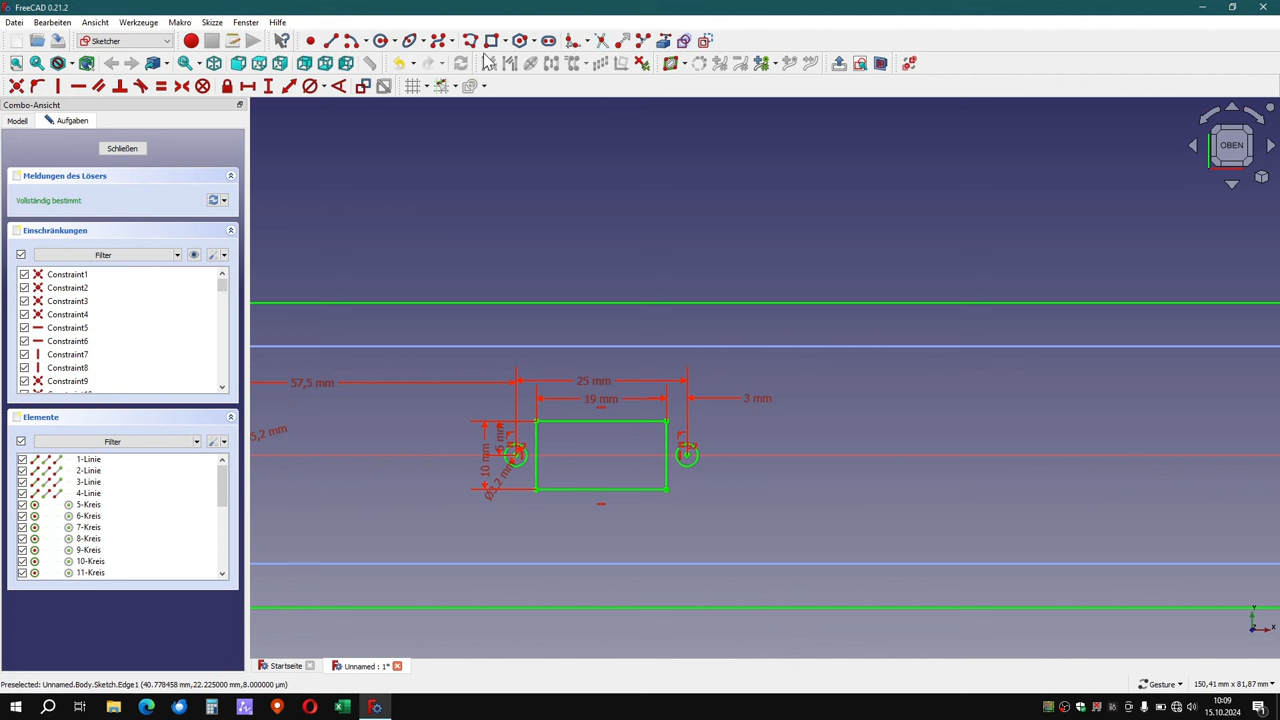 FreeCAD 0.21.2
Datei Bearbeiten Ansicht Werkzeuge Makro Skizze Fenster Hilfe
Sketcher
Combo-Ansicht
Modell Aufgaben
Schließen
Meldungen des Lösers
Vollständig bestimmt
Einschränkungen
Filter
Constraint1
Constraint2
Constraint3
Constraint4
Constraint5
Constraint6
Constraint7
Constraint8
Constraint9
Elemente
Filter
1-Linie
2-Linie
3-Linie
4-Linie
5-Kreis
6-Kreis
7-Kreis
8-Kreis
9-Kreis
10-Kreis
11-Kreis
OBEN
57,5 mm
25 mm
19 mm
3 mm
5,2 mm
10 mm
5 mm
Ø3,2 mm
Y
X
Startseite
Unnamed : 1*
Preselected: Unnamed.Body.Sketch.Edge1 (40.778458 mm, 22.225000 mm, 8.000000 µm)
Gesture
150,41 mm x 81,87 mm
10:09
15.10.2024